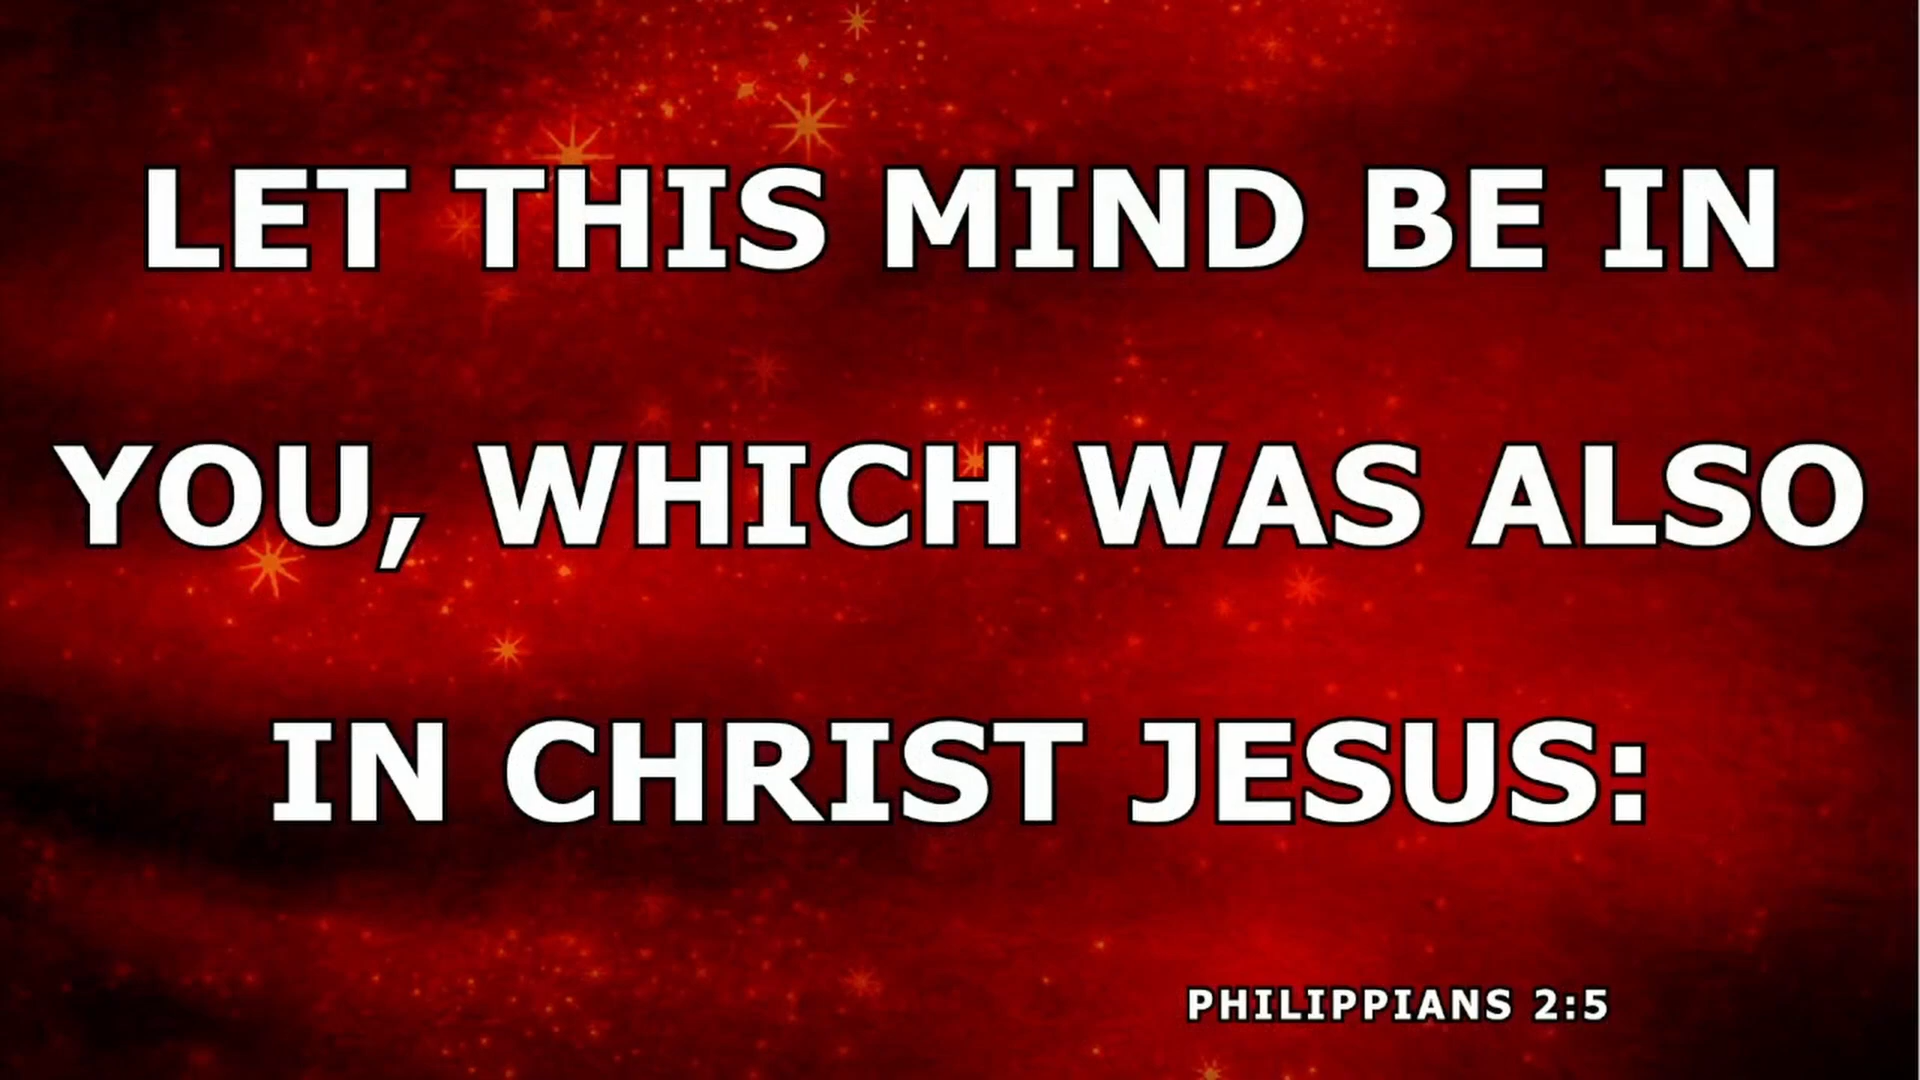 LET THIS MIND BE IN
YOU, WHICH WAS ALSO
IN CHRIST JESUS:
PHILIPPIANS 2:5